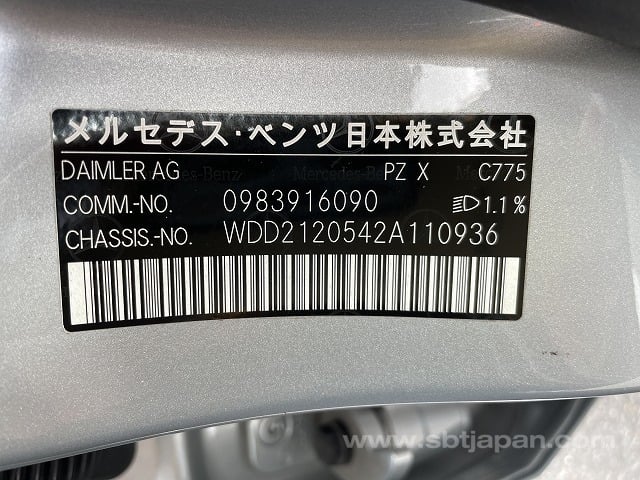 メルセデス・ベンツ日本株式会社
DAIMLER AG PZ X C775
COMM.-NO. 0983916090 1.1%
CHASSIS.-NO. WDD2120542A110936
www.sbtjapan.com